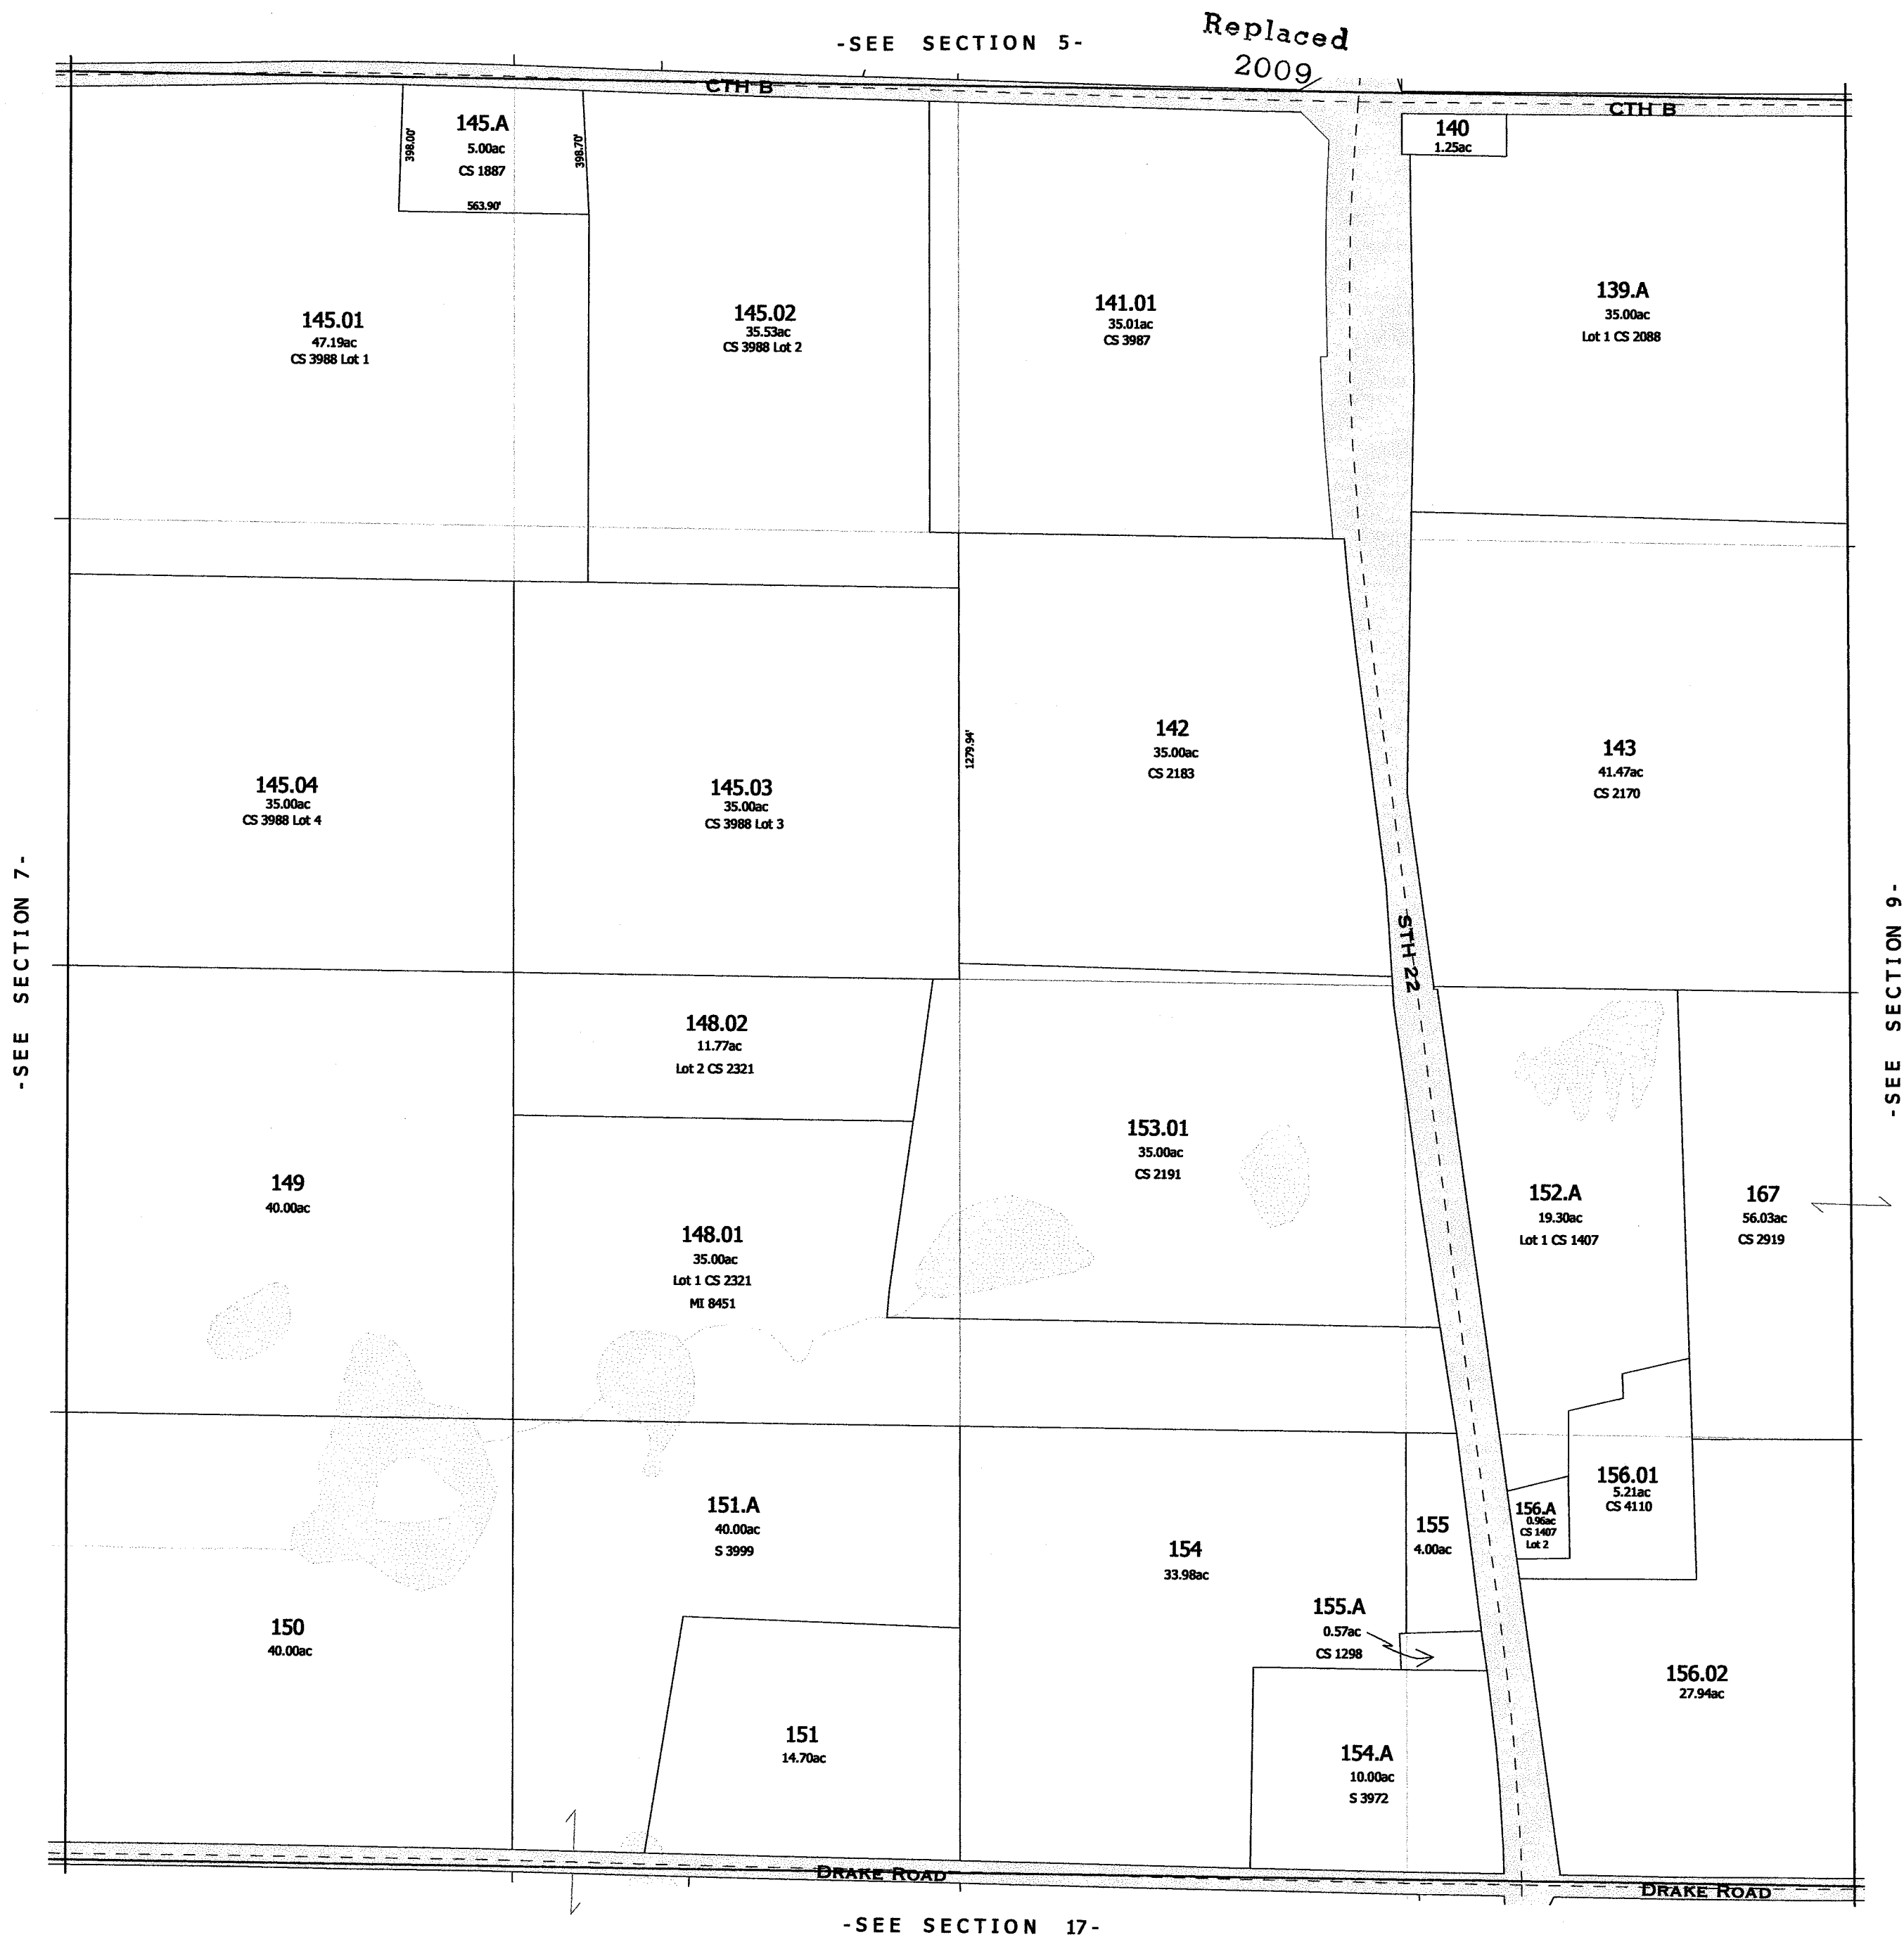 -SEE SECTION 5-
Replaced
2009
CTH B
CTH B
145.A
5.00ac
CS 1887
398.00'
398.70'
563.90'
140
1.25ac
145.01
47.19ac
CS 3988 Lot 1
145.02
35.53ac
CS 3988 Lot 2
141.01
35.01ac
CS 3987
139.A
35.00ac
Lot 1 CS 2088
145.04
35.00ac
CS 3988 Lot 4
145.03
35.00ac
CS 3988 Lot 3
1279.94'
142
35.00ac
CS 2183
143
41.47ac
CS 2170
-SEE SECTION 7-
STH 22
-SEE SECTION 9-
148.02
11.77ac
Lot 2 CS 2321
149
40.00ac
148.01
35.00ac
Lot 1 CS 2321
MI 8451
153.01
35.00ac
CS 2191
152.A
19.30ac
Lot 1 CS 1407
167
56.03ac
CS 2919
151.A
40.00ac
S 3999
154
33.98ac
155
4.00ac
156.A
0.96ac
CS 1407
Lot 2
156.01
5.21ac
CS 4110
150
40.00ac
155.A
0.57ac
CS 1298
156.02
27.94ac
151
14.70ac
154.A
10.00ac
S 3972
DRAKE ROAD
DRAKE ROAD
-SEE SECTION 17-